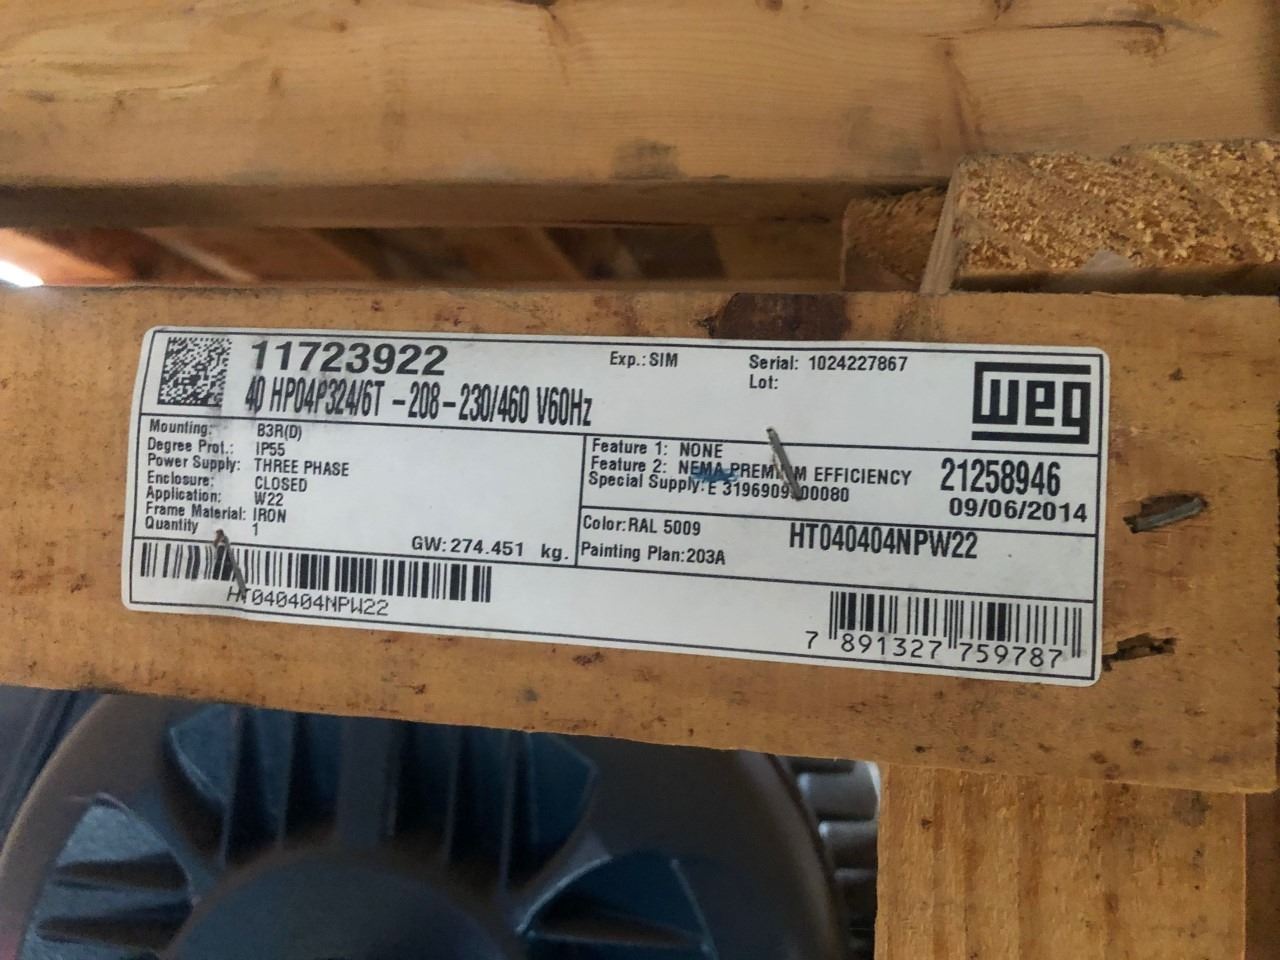 11723922
40 HP04P324/6T -208-230/460 V60Hz
Exp.: SIM
Serial: 1024227867
Lot:
weg
Mounting: B3R(D)
Degree Prot.: IP55
Power Supply: THREE PHASE
Enclosure: CLOSED
Application: W22
Frame Material: IRON
Quantity 1
GW: 274.451 kg.
Feature 1: NONE
Feature 2: NEMA PREMIUM EFFICIENCY
Special Supply: E
21258946
09/06/2014
Color: RAL 5009
Painting Plan: 203A
HT040404NPW22
HT040404NPW22
7 891327 759787